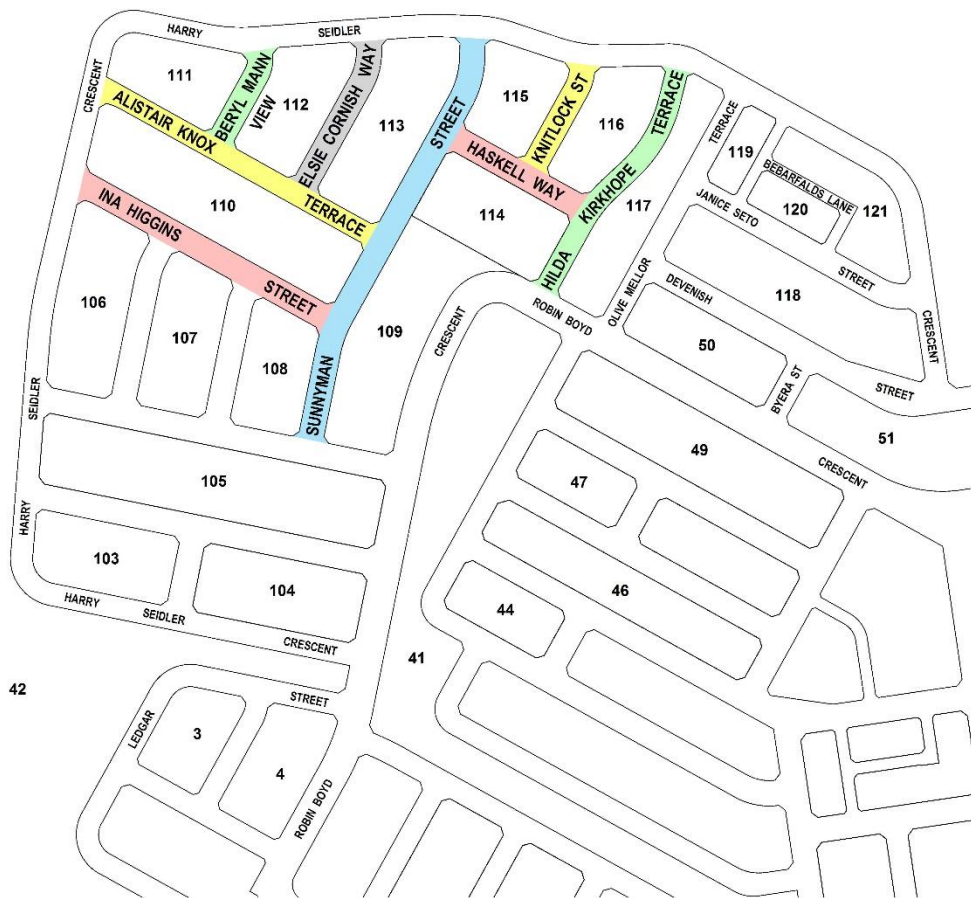 HARRY SEIDLER CRESCENT
111
BERYL MANN VIEW
112
ELSIE CORNISH WAY
113
SUNNYMAN STREET
115
KNITLOCK ST
116
HILDA KIRKHOPE TERRACE
ALISTAIR KNOX TERRACE
HASKELL WAY
OLIVE MELLOR TERRACE
119
BEBARFALDS LANE
120
121
JANICE SETO STREET
117
110
114
INA HIGGINS STREET
106
107
108
109
ROBIN BOYD CRESCENT
118
DEVENISH STREET
CRESCENT
50
BYERA ST
51
CRESCENT
49
47
HARRY SEIDLER
105
103
104
46
44
HARRY SEIDLER CRESCENT
41
42
STREET
LEDGAR
3
4
ROBIN BOYD